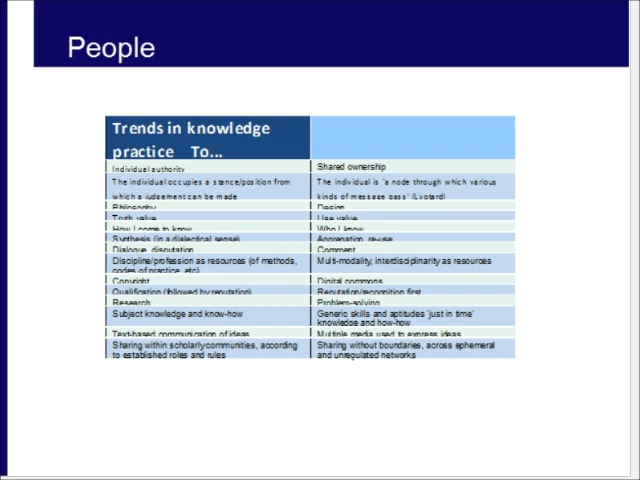 People
Trends in knowledge
practice To...
Individual authority
Shared ownership
The individual occupies a stance/position from
which a judgement can be made
The individual is 'a node through which various
kinds of message pass' (Lyotard)
Philosophy
Design
Truth value
Use value
How I come to know
Who I know
Synthesis (in a dialectical sense)
Aggregation, re-use
Dialogue, disputation
Comment
Discipline/profession as resources (of methods,
codes of practice, etc)
Multi-modality, interdisciplinarity as resources
Copyright
Digital commons
Qualification (followed by reputation)
Reputation/recognition first
Research
Problem-solving
Subject knowledge and know-how
Generic skills and aptitudes 'just in time'
knowledge and how-how
Text-based communication of ideas
Multiple media used to express ideas
Sharing within scholarly communities, according
to established roles and rules
Sharing without boundaries, across ephemeral
and unregulated networks